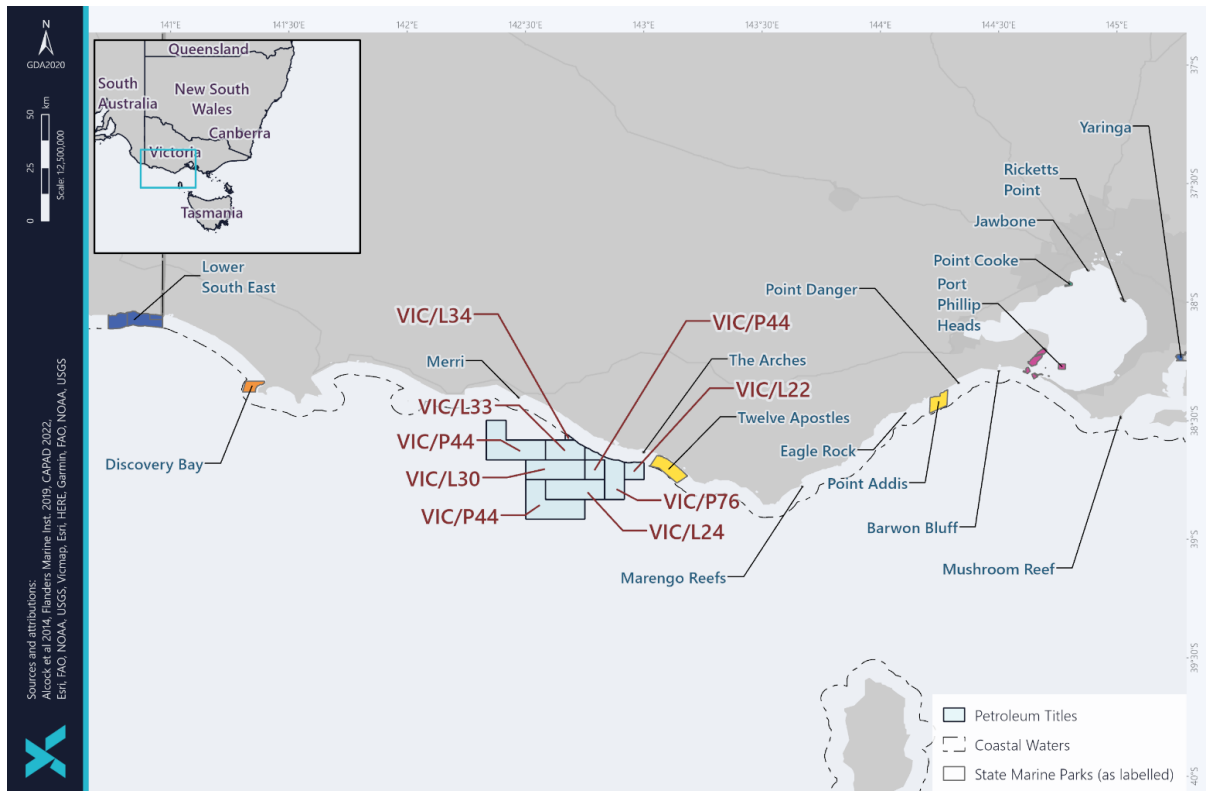 141°E
141°30'E
142°E
142°30'E
143°E
143°30'E
144°E
144°30'E
145°E
N
GDA2020
50
km
25
0
Scale: 1:2,500,000
Queensland
South
Australia
New South
Wales
Canberra
Victoria
Tasmania
37°S
37°30'S
38°S
38°30'S
39°S
39°30'S
40°S
Yaringa
Ricketts
Point
Jawbone
Point Cooke
Port
Phillip
Heads
Point Danger
Lower
South East
VIC/L34
VIC/P44
Merri
The Arches
VIC/L22
VIC/L33
Twelve Apostles
VIC/P44
Eagle Rock
Discovery Bay
VIC/L30
Point Addis
VIC/P76
VIC/P44
VIC/L24
Barwon Bluff
Marengo Reefs
Mushroom Reef
Sources and attributions:
Alcock et al 2014, Flanders Marine Inst. 2019, CAPAD 2022,
Esri, FAO, NOAA, USGS, Vicmap, Esri, HERE, Garmin, FAO, NOAA, USGS
Petroleum Titles
Coastal Waters
State Marine Parks (as labelled)